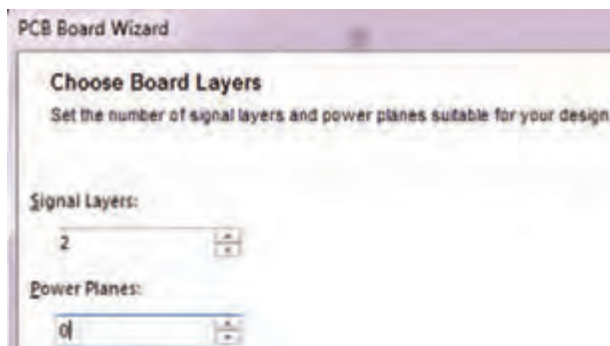 PCB Board Wizard
Choose Board Layers
Set the number of signal layers and power planes suitable for your design
Signal Layers:
2
Power Planes:
0